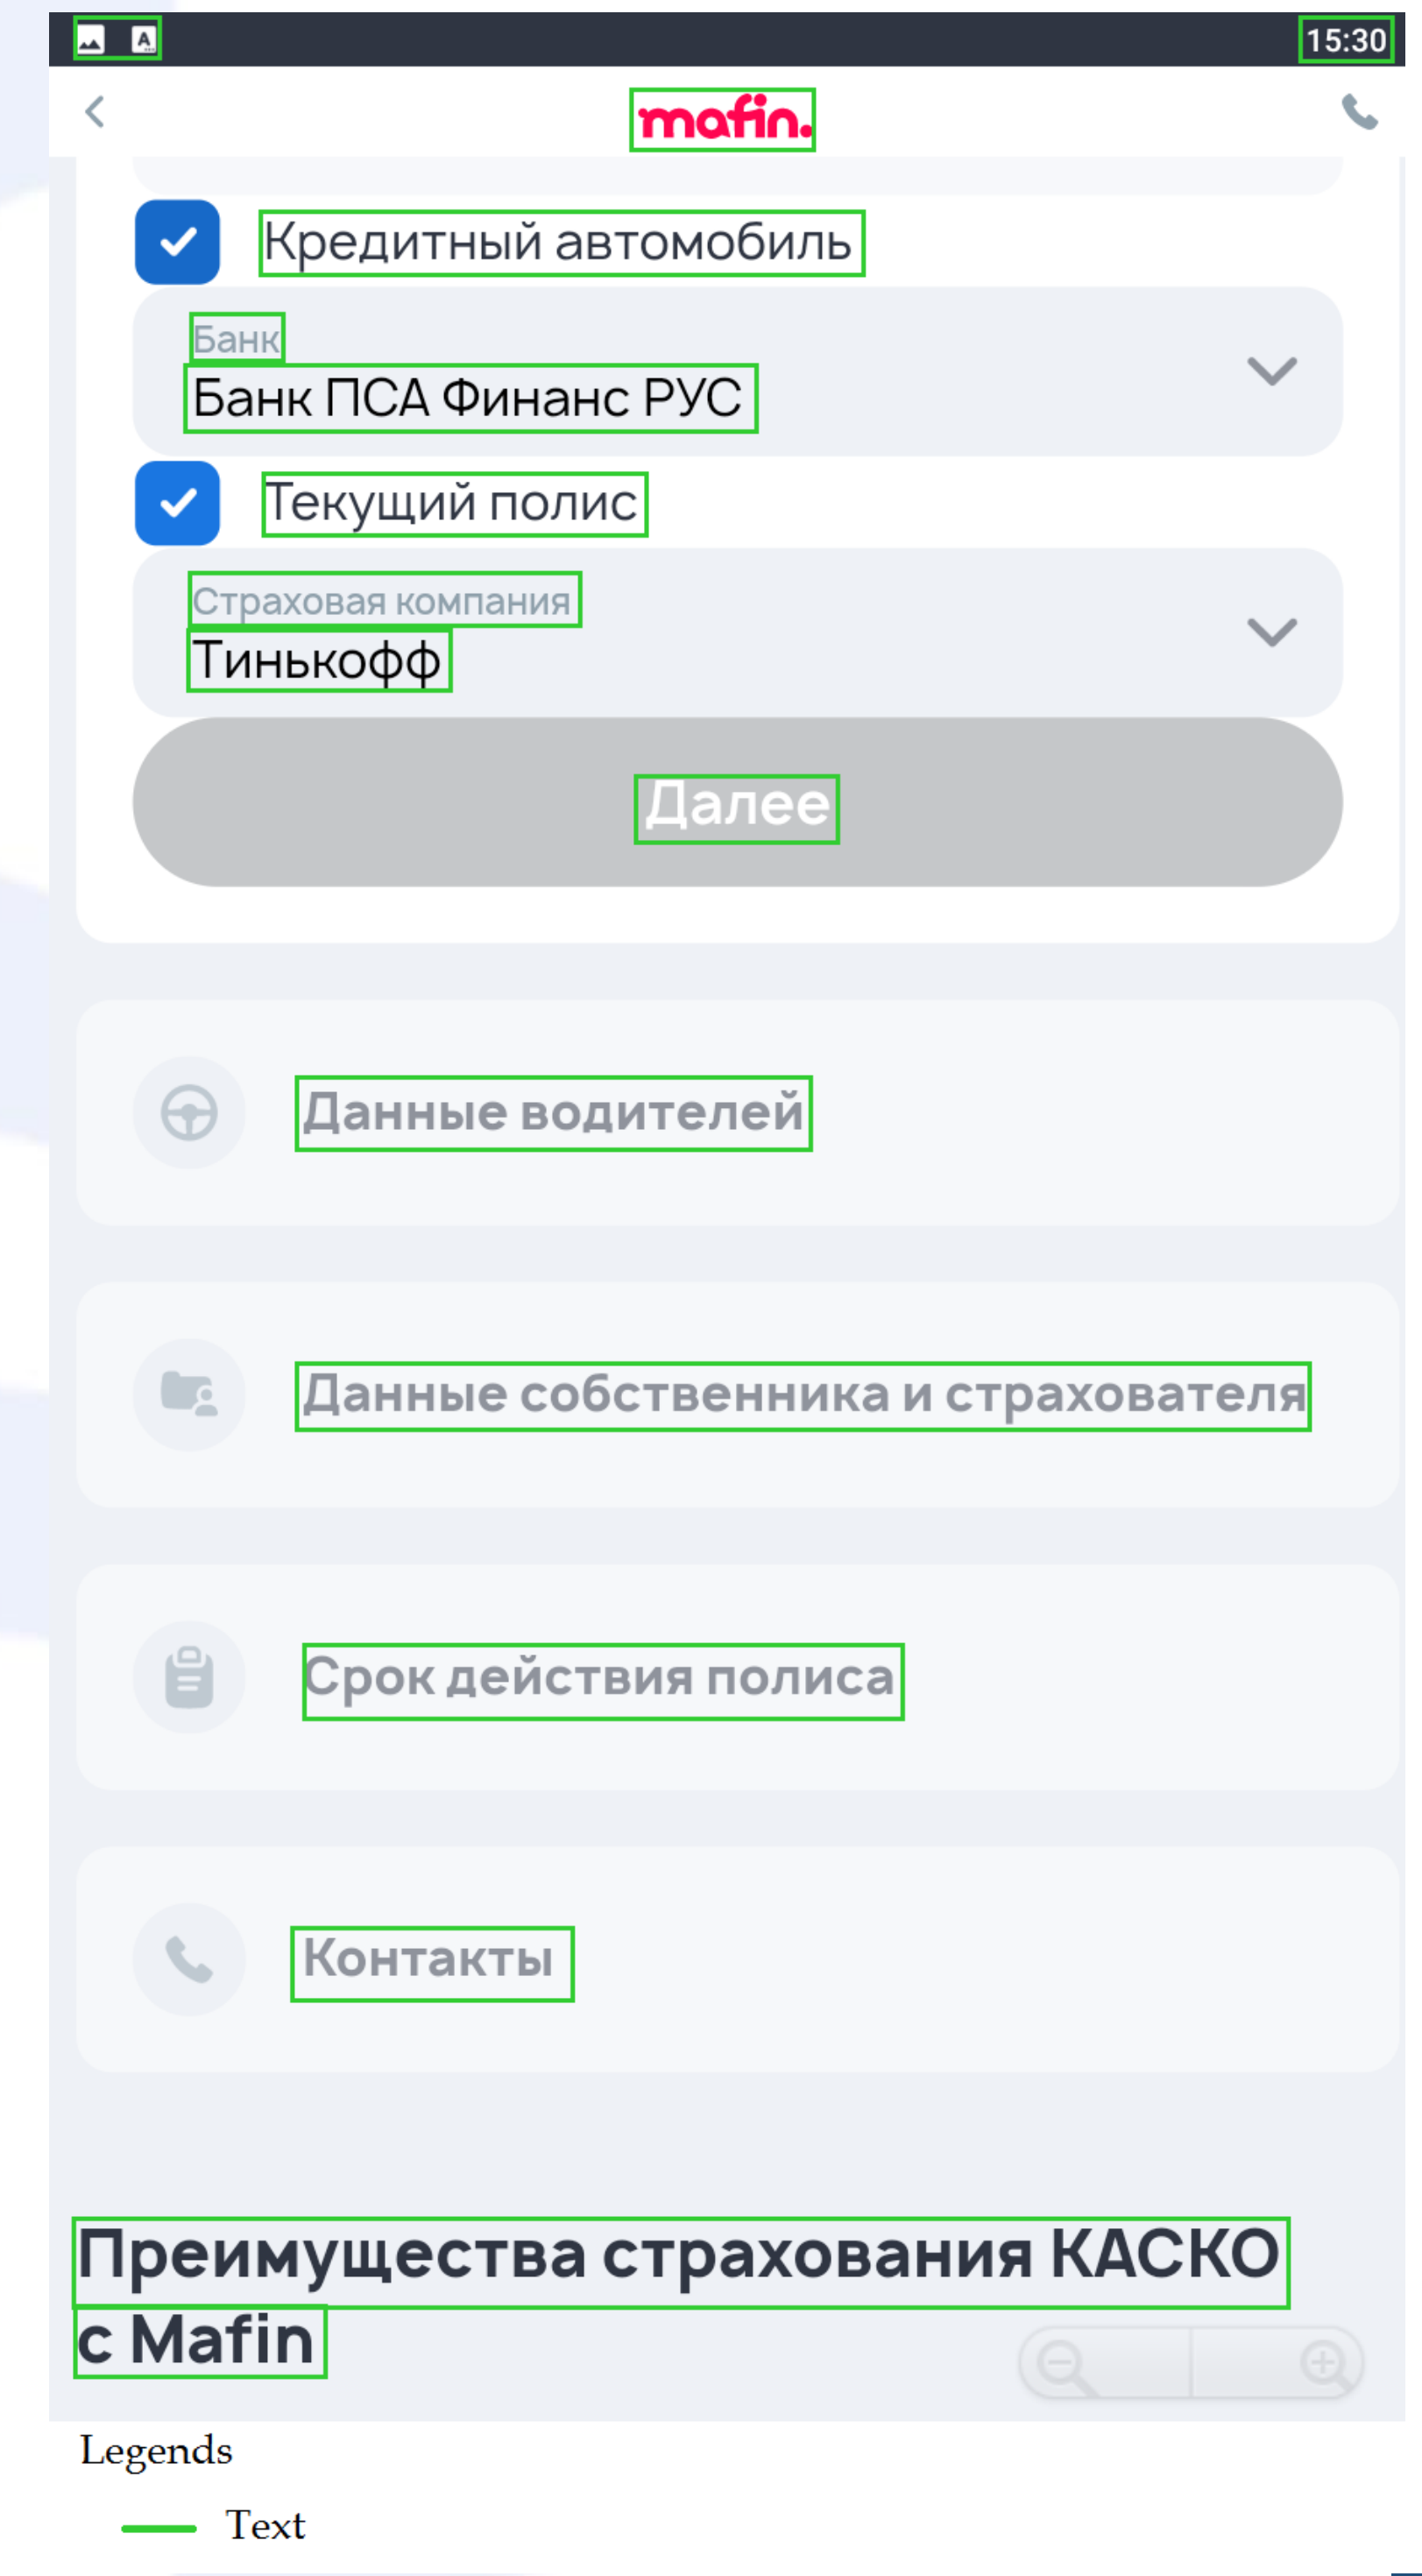 A
15:30
mafin.
Кредитный автомобиль
Банк
Банк ПСА Финанс РУС
Текущий полис
Страховая компания
Тинькофф
Далее
Данные водителей
Данные собственника и страхователя
Срок действия полиса
Контакты
Преимущества страхования КАСКО
с Mafin
Legends
Text